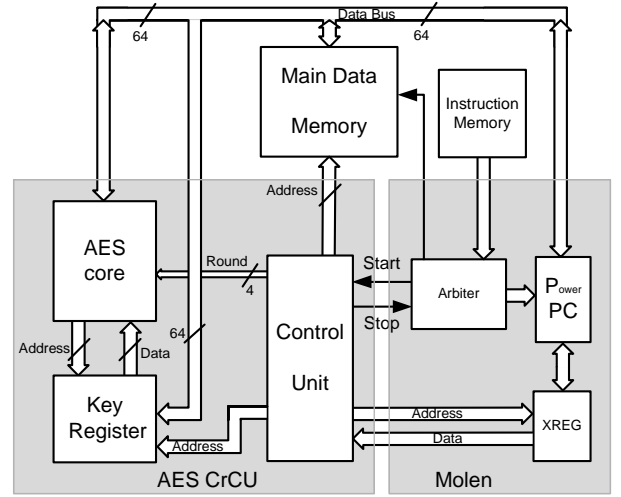 64
Data Bus
64
Main Data
Memory
Instruction
Memory
Address
AES
core
Round
4
Start
Arbiter
Power
PC
Stop
Control
Unit
Address
Data
64
Key
Register
Address
Address
Data
XREG
AES CrCU
Molen